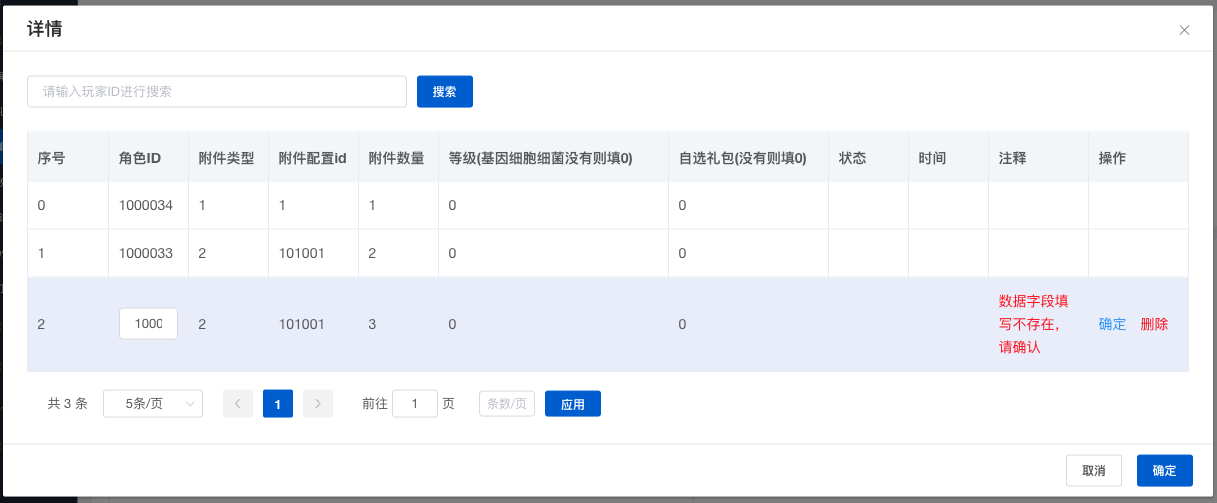 详情
请输入玩家ID进行搜索 搜索
序号 角色ID 附件类型 附件配置id 附件数量 等级(基因细胞细菌没有则填0) 自选礼包(没有则填0) 状态 时间 注释 操作
0 1000034 1 1 1 0 0
1 1000033 2 101001 2 0 0
2 1000 2 101001 3 0 0 数据字段填
写不存在,
请确认 确定 删除
共 3 条 5条/页 1 前往 1 页 条数/页 应用
取消 确定